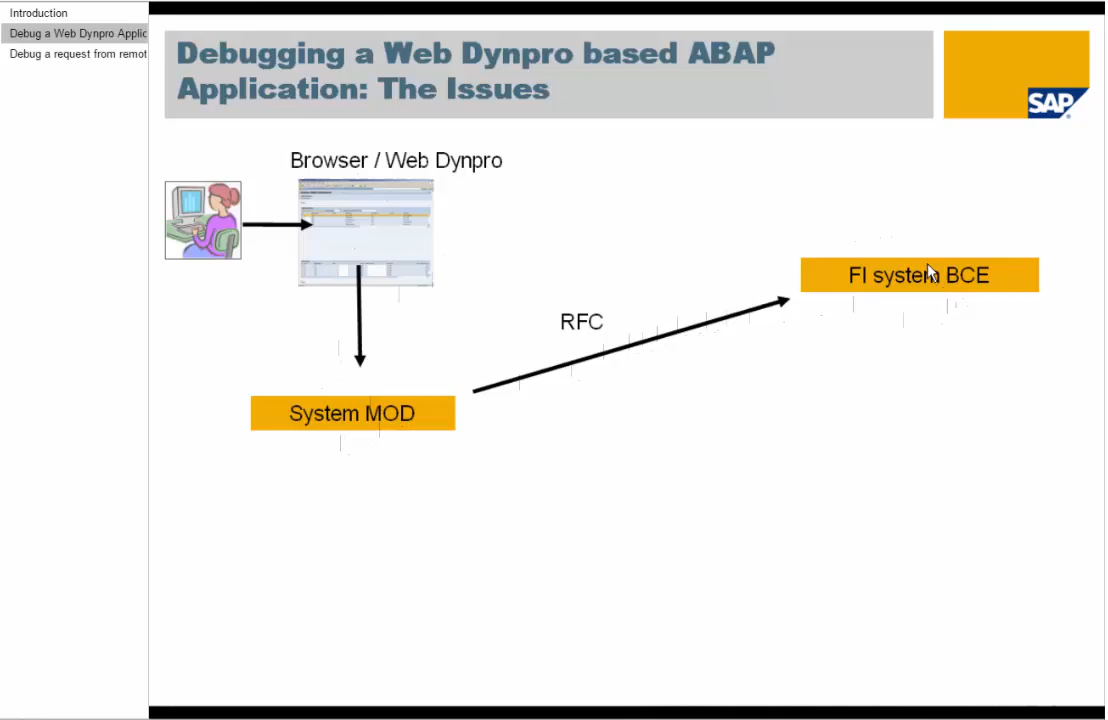 Introduction
Debug a Web Dynpro Applic
Debug a request from remot
Debugging a Web Dynpro based ABAP
Application: The Issues
SAP
Browser / Web Dynpro
FI system BCE
RFC
System MOD